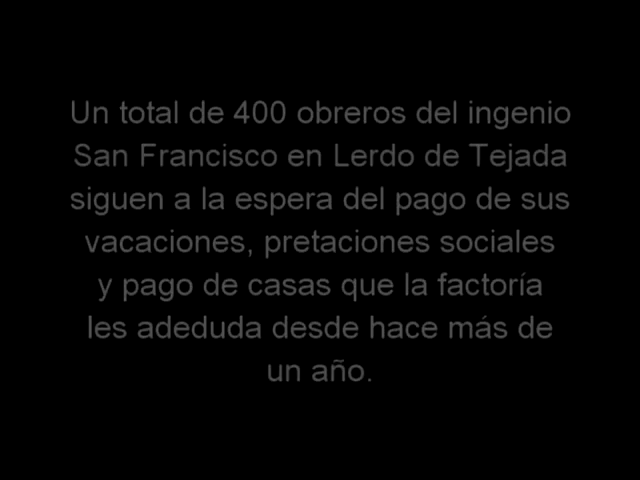 Un total de 400 obreros del ingenio
San Francisco en Lerdo de Tejada
siguen a la espera del pago de sus
vacaciones, pretaciones sociales
y pago de casas que la factoría
les adeduda desde hace más de
un año.